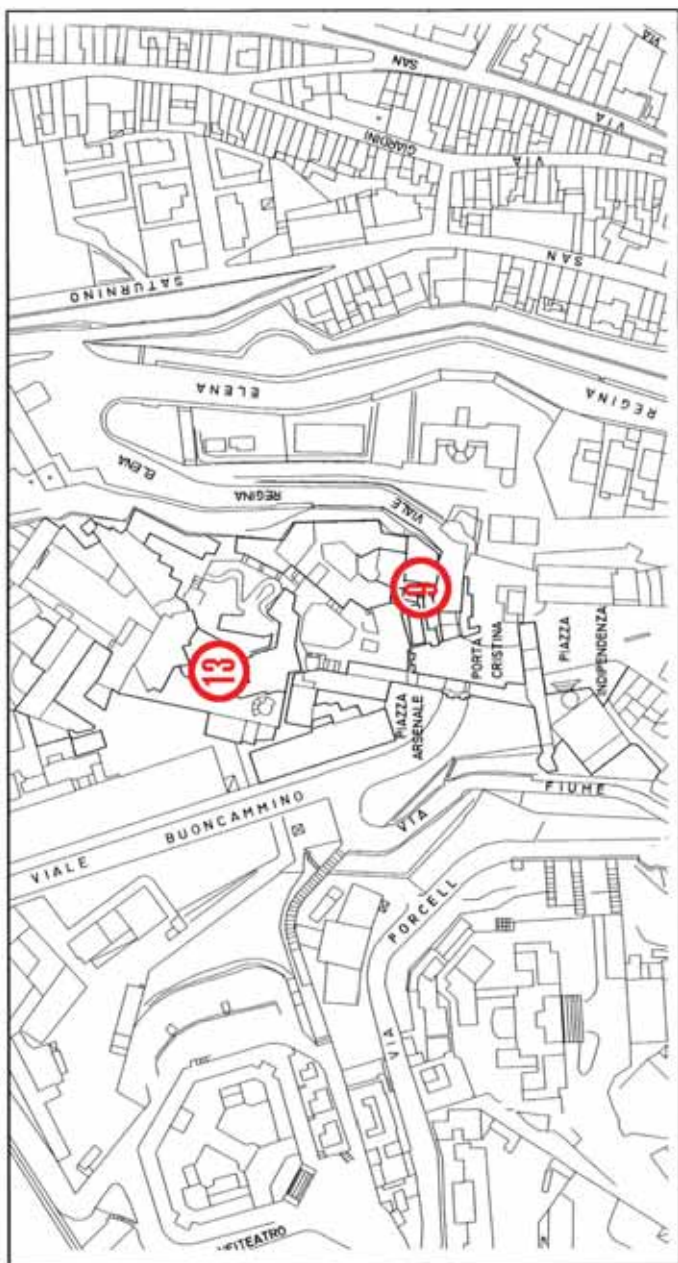 VIA
SAN
GIARDINI
VIA
VIA
SAN
SATURNINO
ELENA
REGINA
ELENA
REGINA
VIALE
13
9
PORTA
CRISTINA
PIAZZA
INDIPENDENZA
PIAZZA
ARSENALE
VIALE BUONCAMMINO
VIA
FIUME
VIA PORCELL